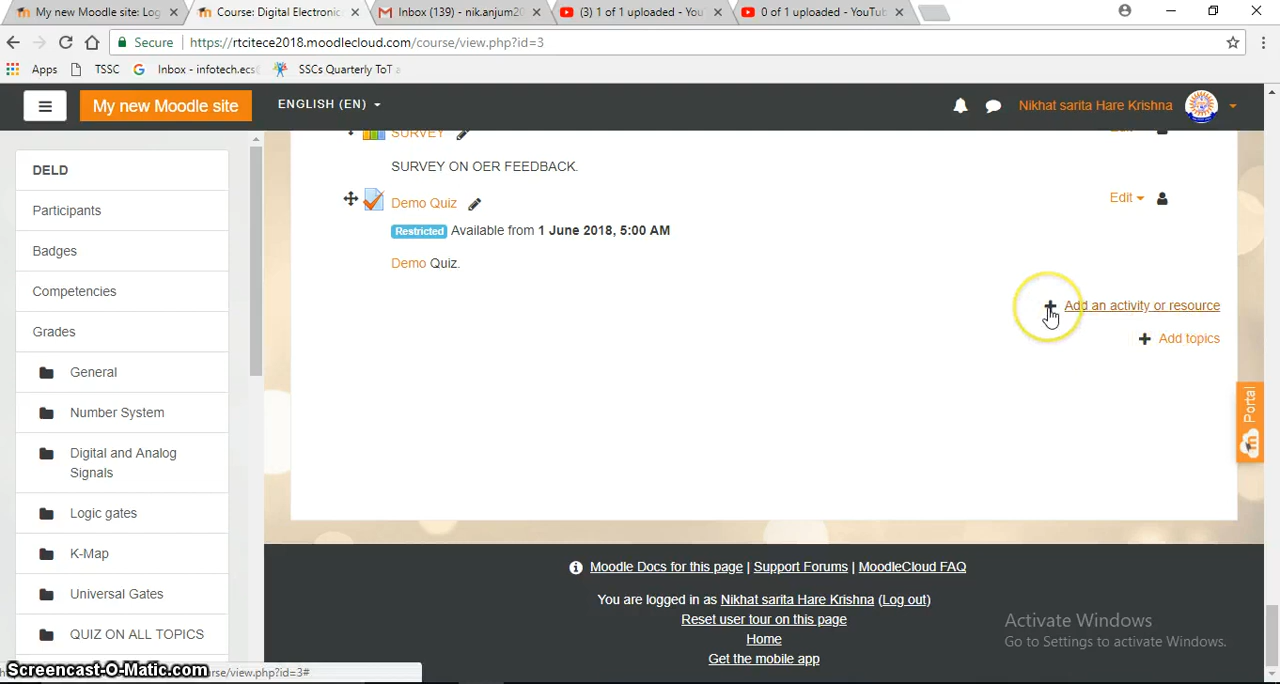 My new Moodle site: Log
Course: Digital Electronic
Inbox (139) - nik.anjum20
(3) 1 of 1 uploaded - You
0 of 1 uploaded - YouTub
Secure
https://rtcitece2018.moodlecloud.com/course/view.php?id=3
Apps
TSSC
Inbox - infotech.ecs
SSCs Quarterly ToT a
My new Moodle site
ENGLISH (EN)
Nikhat sarita Hare Krishna
DELD
Participants
Badges
Competencies
Grades
General
Number System
Digital and Analog
Signals
Logic gates
K-Map
Universal Gates
QUIZ ON ALL TOPICS
SURVEY
Edit
SURVEY ON OER FEEDBACK.
Demo Quiz
Edit
Restricted Available from 1 June 2018, 5:00 AM
Demo Quiz.
Add an activity or resource
Add topics
Portal
Moodle Docs for this page | Support Forums | MoodleCloud FAQ
You are logged in as Nikhat sarita Hare Krishna (Log out)
Reset user tour on this page
Home
Get the mobile app
Activate Windows
Go to Settings to activate Windows.
Screencast-O-Matic.com
urse/view.php?id=3#